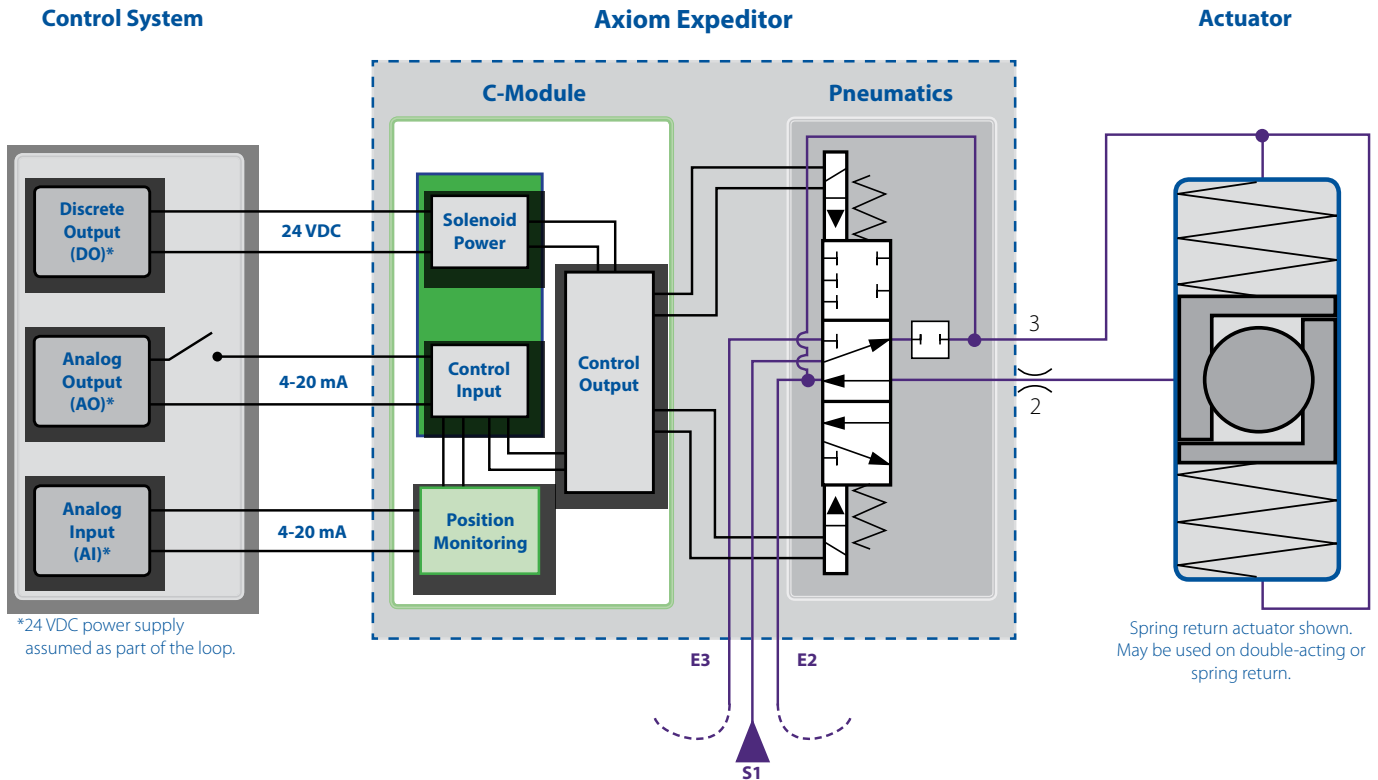 Control System
Axiom Expeditor
Actuator
C-Module
Pneumatics
Discrete
Output
(DO)*
24 VDC
Solenoid
Power
Analog
Output
(AO)*
4-20 mA
Control
Input
Control
Output
3
2
Analog
Input
(AI)*
4-20 mA
Position
Monitoring
*24 VDC power supply
assumed as part of the loop.
E3
E2
S1
Spring return actuator shown.
May be used on double-acting or
spring return.